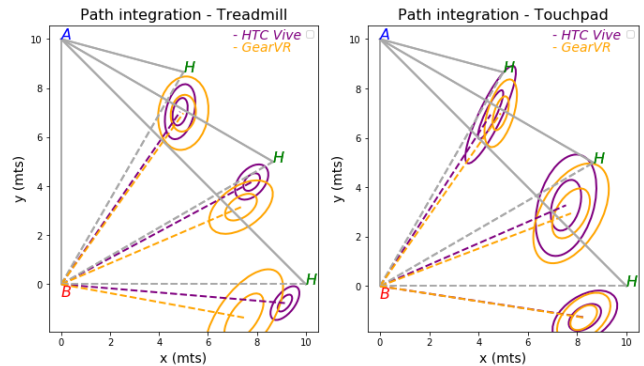 Path integration - Treadmill
A
- HTC Vive
- GearVR
H
H
H
B
10
8
6
4
2
0
0
2
4
6
8
10
y (mts)
x (mts)
Path integration - Touchpad
A
- HTC Vive
- GearVR
H
H
H
B
10
8
6
4
2
0
0
2
4
6
8
10
y (mts)
x (mts)